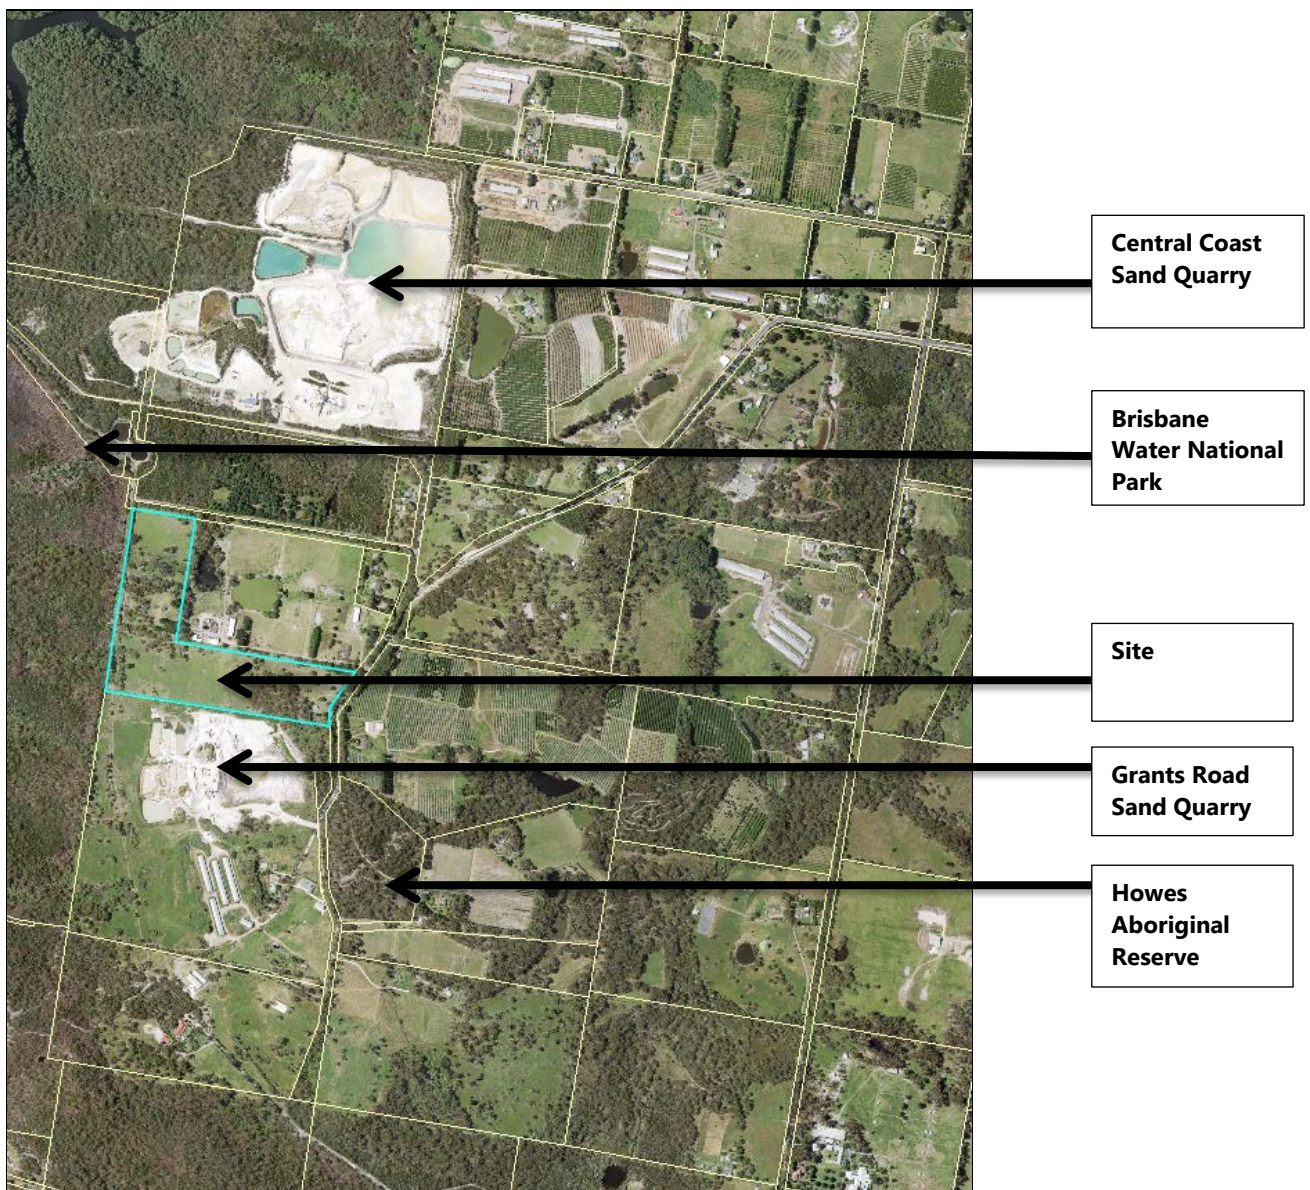 Central Coast
Sand Quarry
Brisbane
Water National
Park
Site
Grants Road
Sand Quarry
Howes
Aboriginal
Reserve